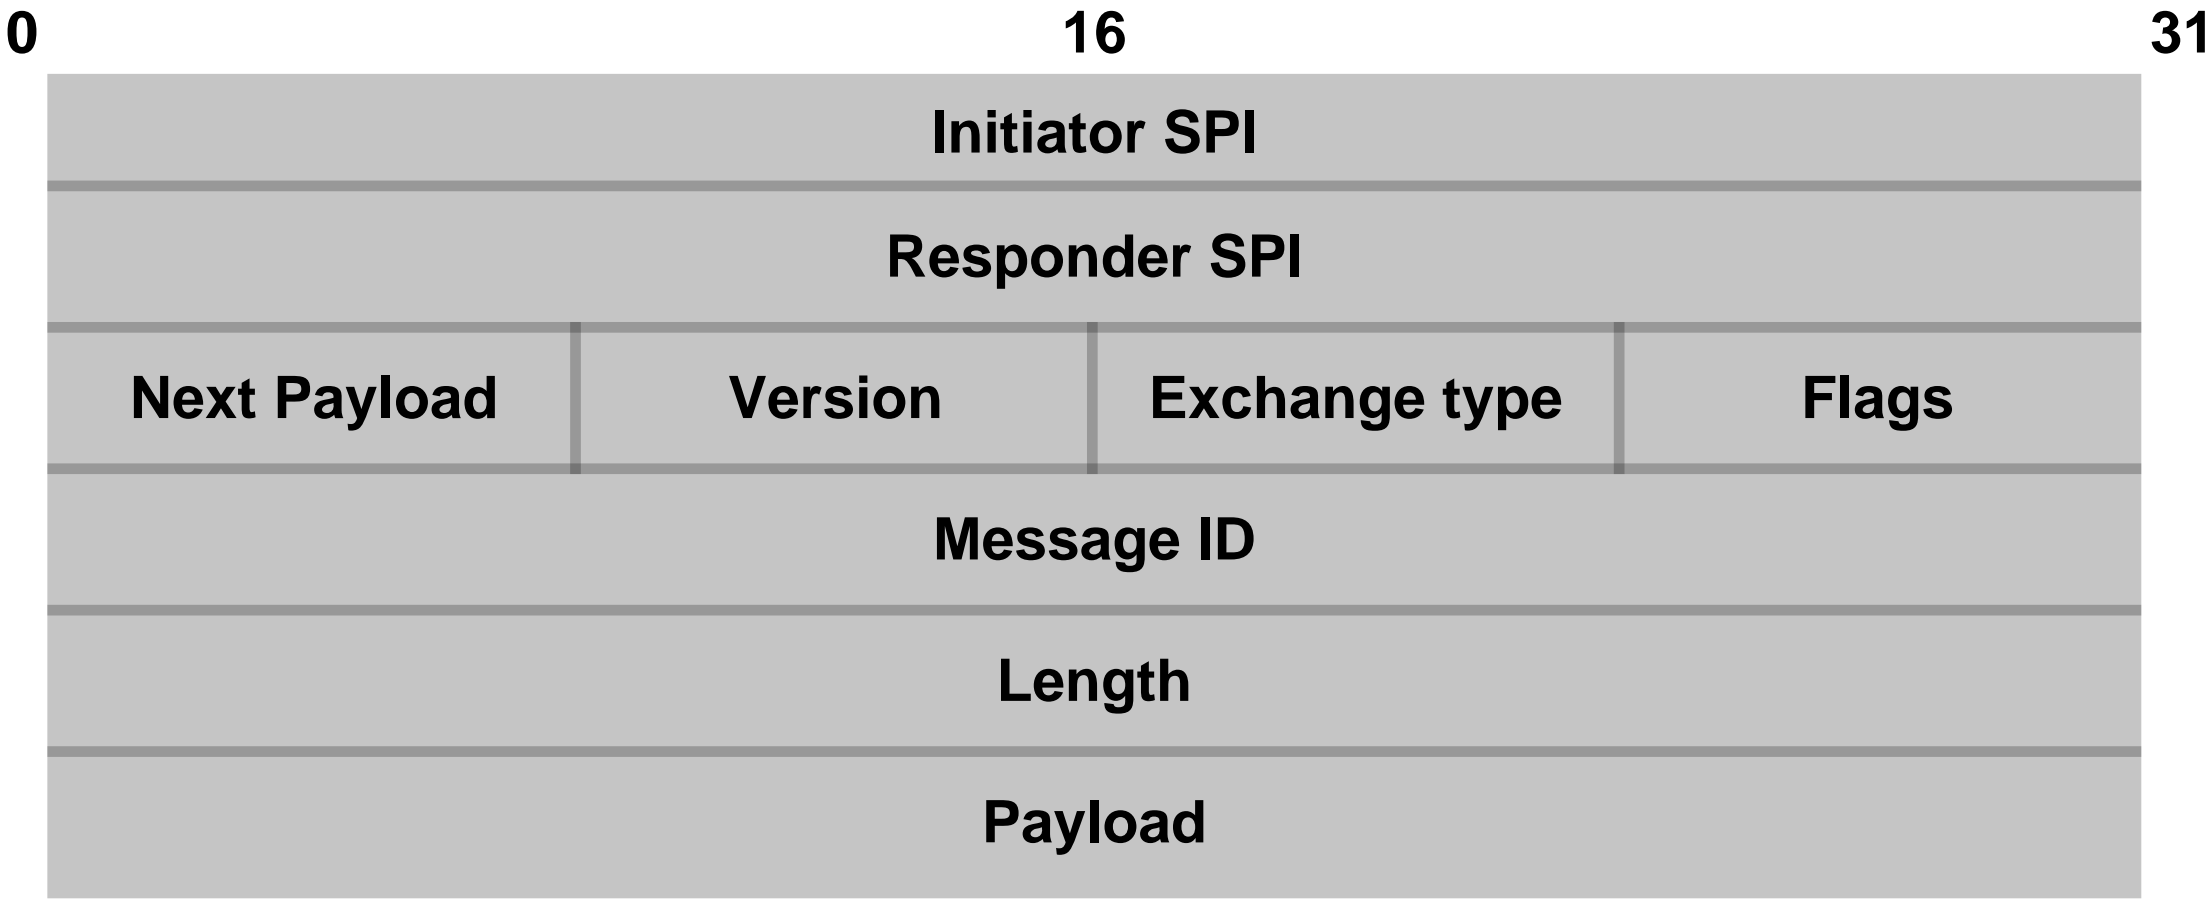 0 16 31
Initiator SPI
Responder SPI
Next Payload Version Exchange type Flags
Message ID
Length
Payload